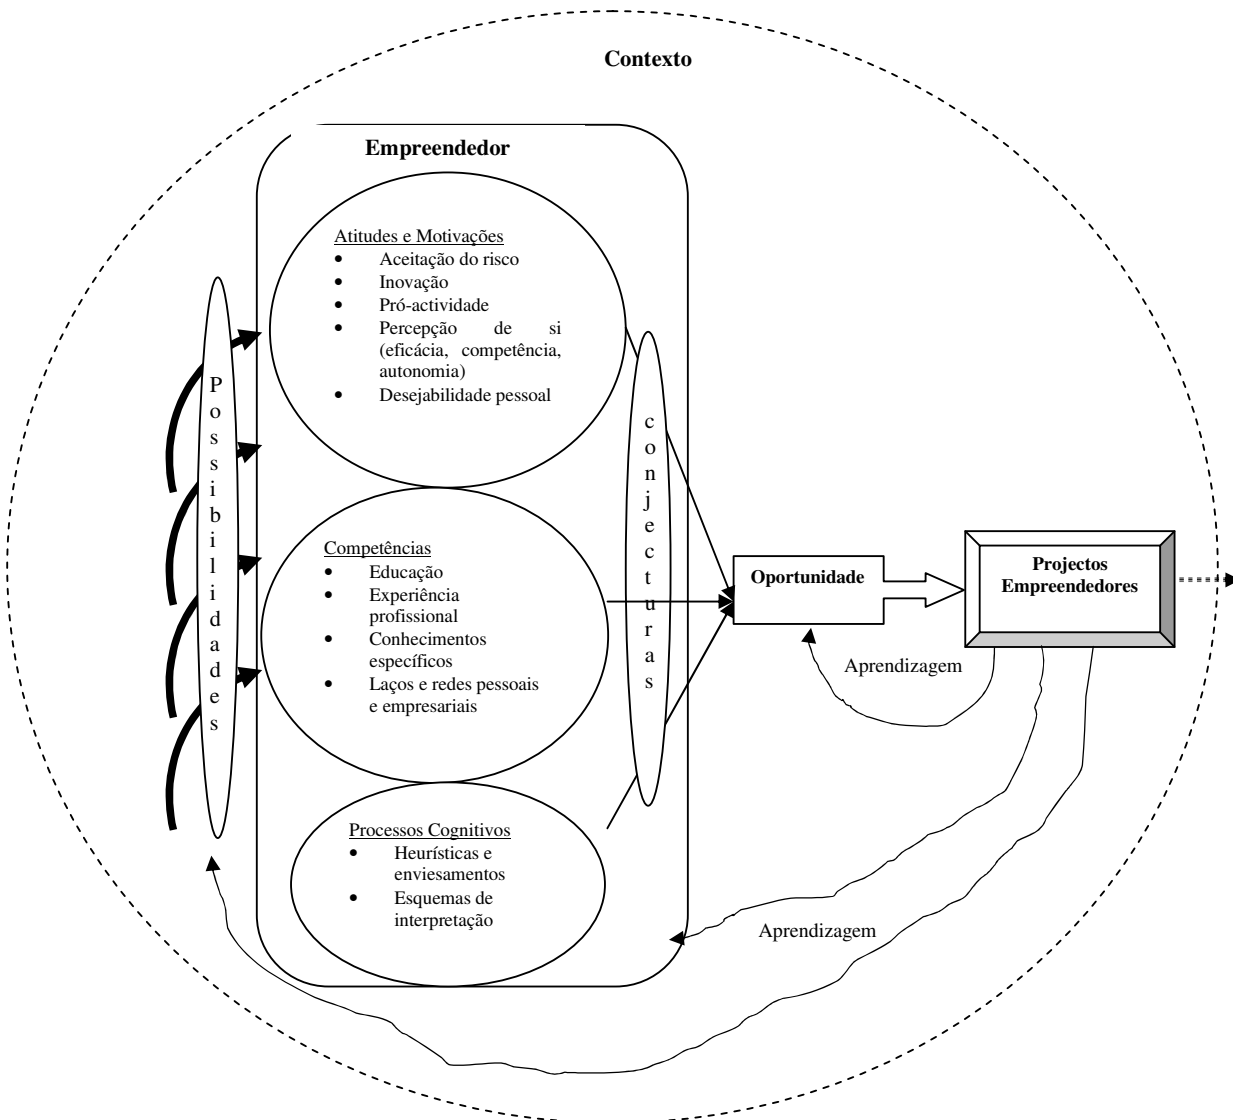 Contexto
Empreendedor
Atitudes e Motivações
• Aceitação do risco
• Inovação
• Pró-actividade
• Percepção de si
(eficácia, competência,
autonomia)
• Desejabilidade pessoal
Possibilidades
conjecturas
Competências
• Educação
• Experiência
profissional
• Conhecimentos
específicos
• Laços e redes pessoais
e empresariais
Oportunidade
Projectos
Empreendedores
Aprendizagem
Processos Cognitivos
• Heurísticas e
enviesamentos
• Esquemas de
interpretação
Aprendizagem